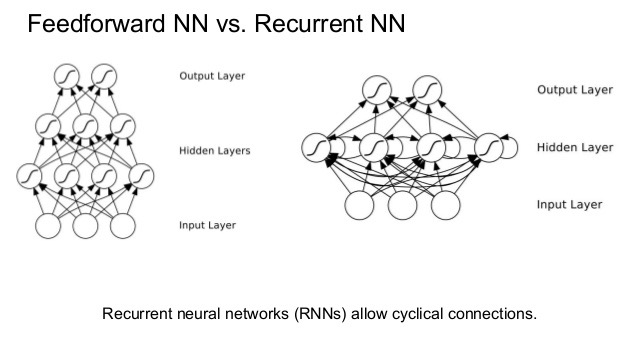 Feedforward NN vs. Recurrent NN
Output Layer
Hidden Layers
Input Layer
Output Layer
Hidden Layer
Input Layer
Recurrent neural networks (RNNs) allow cyclical connections.